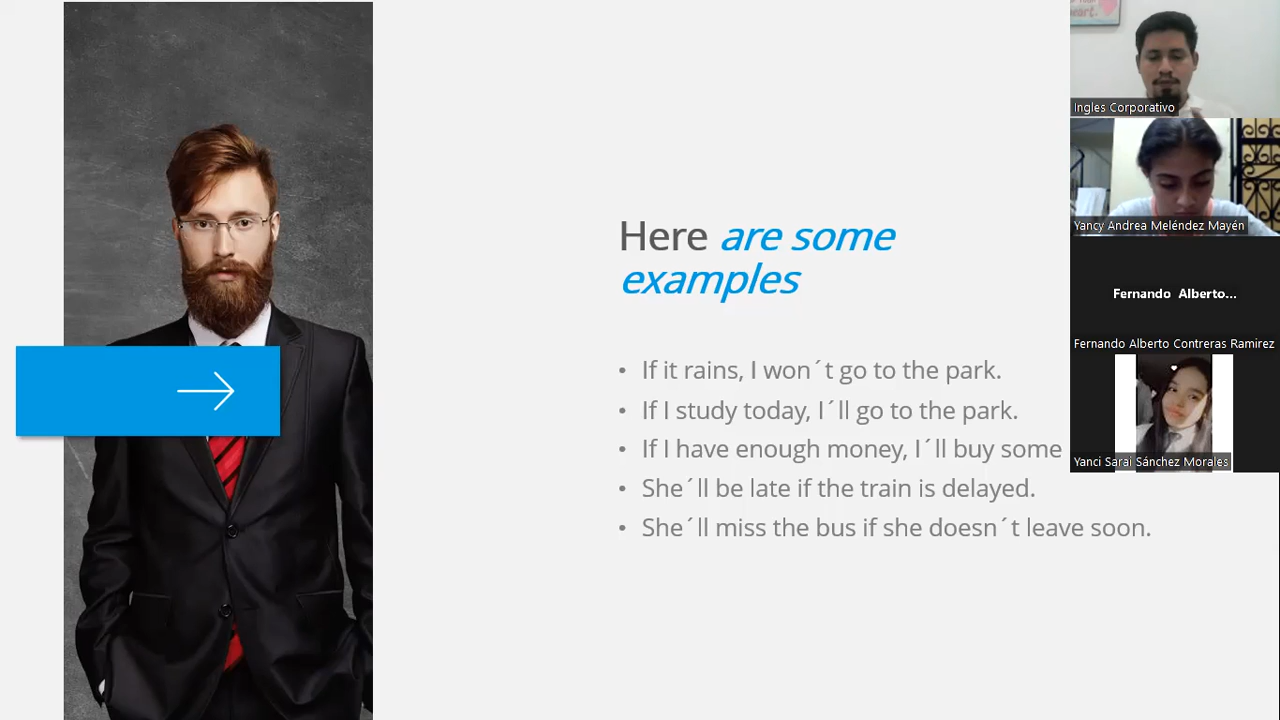 Here are some
examples
• If it rains, I won´t go to the park.
• If I study today, I´ll go to the park.
• If I have enough money, I´ll buy some
• She´ll be late if the train is delayed.
• She´ll miss the bus if she doesn´t leave soon.
eart.
Ingles Corporativo
Yancy Andrea Meléndez Mayén
Fernando Alberto...
Fernando Alberto Contreras Ramirez
Yanci Sarai Sánchez Morales